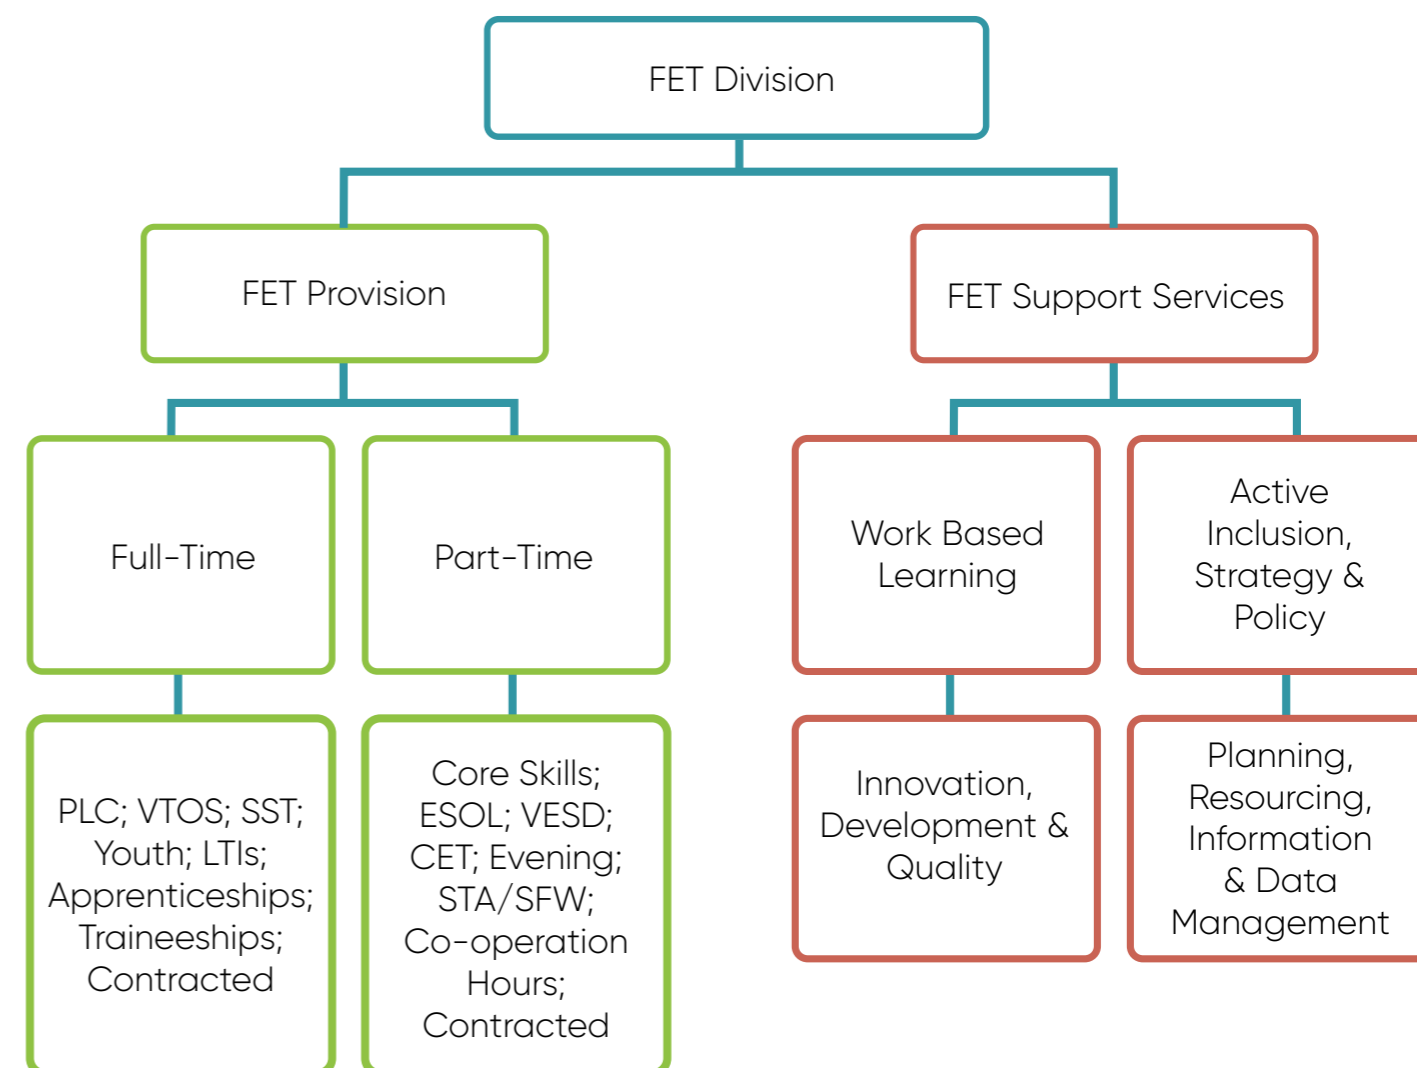 FET Division
FET Provision
FET Support Services
Full-Time
Part-Time
Work Based
Learning
Active
Inclusion,
Strategy &
Policy
PLC; VTOS; SST;
Youth; LTIs;
Apprenticeships;
Traineeships;
Contracted
Core Skills;
ESOL; VESD;
CET; Evening;
STA/SFW;
Co-operation
Hours;
Contracted
Innovation,
Development &
Quality
Planning,
Resourcing,
Information
& Data
Management